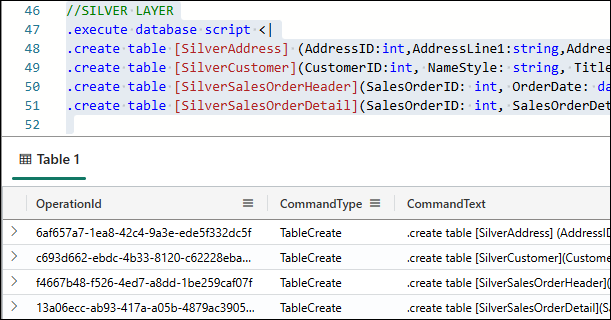 46
47 //SILVER LAYER
.execute database script <|
48 .create table [SilverAddress] (AddressID:int,AddressLine1:string,Addres
49 .create table [SilverCustomer](CustomerID:int, NameStyle: string, Title
50 .create table [SilverSalesOrderHeader](SalesOrderID: int, OrderDate: da
51 .create table [SilverSalesOrderDetail](SalesOrderID: int, SalesOrderDet
52
Table 1
OperationId CommandType CommandText
6af657a7-1ea8-42c4-9a3e-ede5f332dc5f TableCreate .create table [SilverAddress] (AddressID
c693d662-ebdc-4b33-8120-c62228eba... TableCreate .create table [SilverCustomer](Custome
f4667b48-f526-4ed7-a8dd-1be259caf07f TableCreate .create table [SilverSalesOrderHeader](
13a06ecc-ab93-417a-a05b-4879ac3905... TableCreate .create table [SilverSalesOrderDetail](Sa